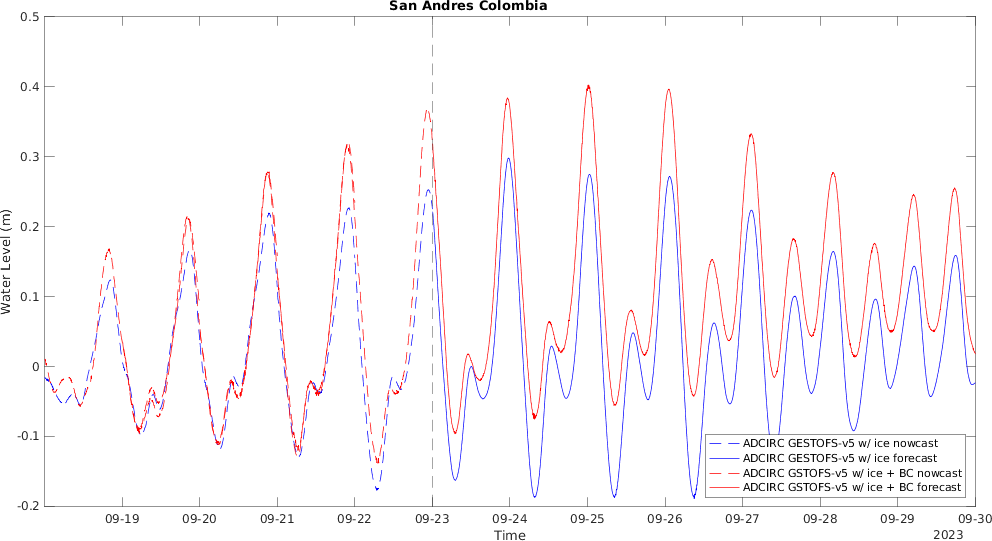 San Andres Colombia
0.5
0.4
0.3
0.2
0.1
0
-0.1
-0.2
Water Level (m)
ADCIRC GESTOFS-v5 w/ ice nowcast
ADCIRC GESTOFS-v5 w/ ice forecast
ADCIRC GSTOFS-v5 w/ ice + BC nowcast
ADCIRC GSTOFS-v5 w/ ice + BC forecast
09-19 09-20 09-21 09-22 09-23 09-24 09-25 09-26 09-27 09-28 09-29 09-30
Time
2023